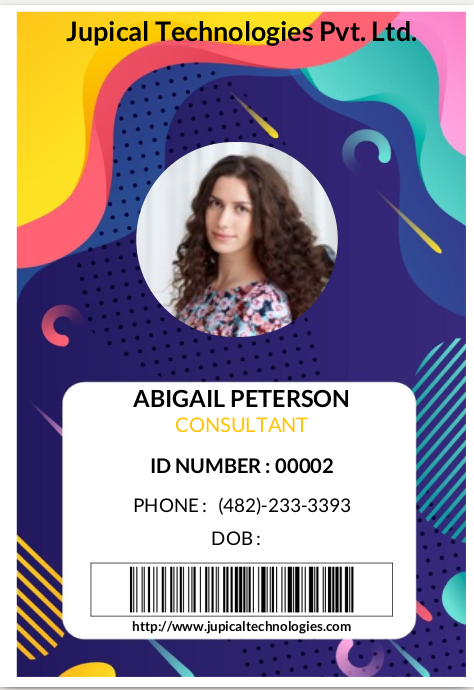 Jupical Technologies Pvt. Ltd.
ABIGAIL PETERSON
CONSULTANT
ID NUMBER : 00002
PHONE : (482)-233-3393
DOB :
http://www.jupicaltechnologies.com